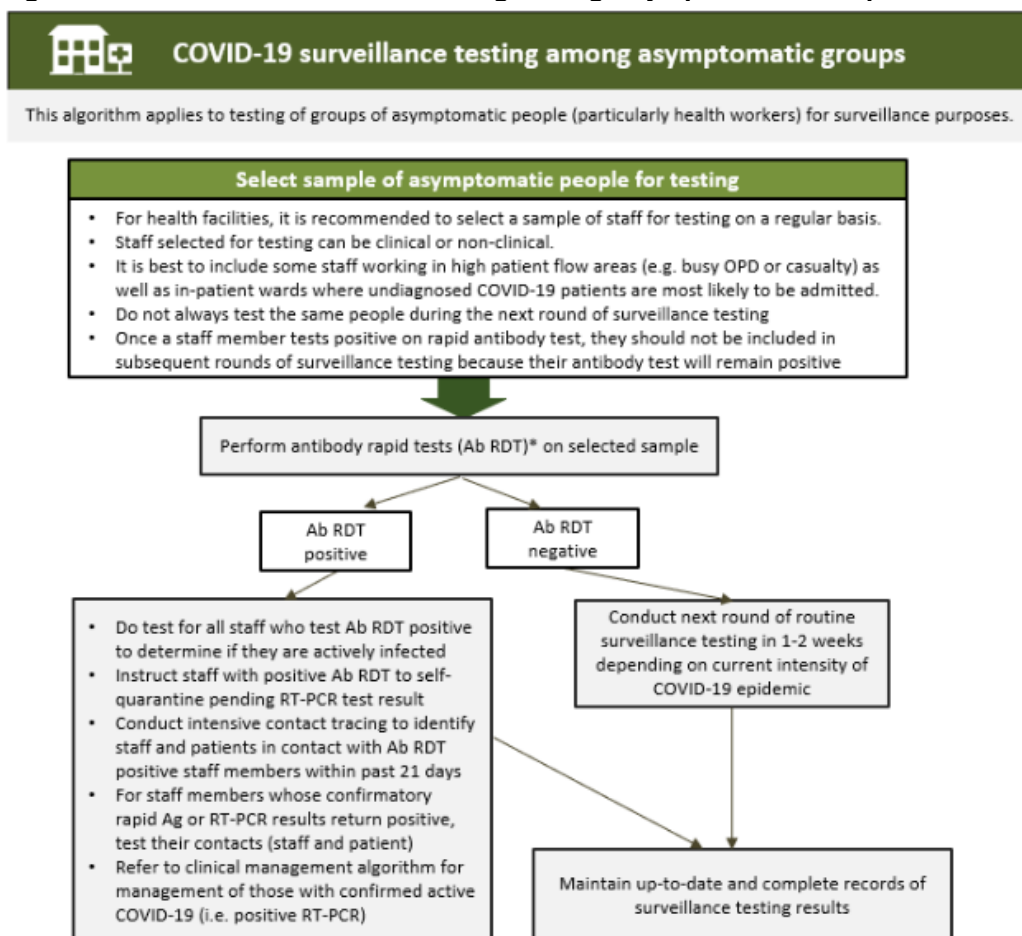 COVID-19 surveillance testing among asymptomatic groups
This algorithm applies to testing of groups of asymptomatic people (particularly health workers) for surveillance purposes.
Select sample of asymptomatic people for testing
• For health facilities, it is recommended to select a sample of staff for testing on a regular basis.
• Staff selected for testing can be clinical or non-clinical.
• It is best to include some staff working in high patient flow areas (e.g. busy OPD or casualty) as
well as in-patient wards where undiagnosed COVID-19 patients are most likely to be admitted.
• Do not always test the same people during the next round of surveillance testing
• Once a staff member tests positive on rapid antibody test, they should not be included in
subsequent rounds of surveillance testing because their antibody test will remain positive
Perform antibody rapid tests (Ab RDT)* on selected sample
Ab RDT
positive
Ab RDT
negative
• Do test for all staff who test Ab RDT positive
to determine if they are actively infected
• Instruct staff with positive Ab RDT to self-
quarantine pending RT-PCR test result
• Conduct intensive contact tracing to identify
staff and patients in contact with Ab RDT
positive staff members within past 21 days
• For staff members whose confirmatory
rapid Ag or RT-PCR results return positive,
test their contacts (staff and patient)
• Refer to clinical management algorithm for
management of those with confirmed active
COVID-19 (i.e. positive RT-PCR)
Conduct next round of routine
surveillance testing in 1-2 weeks
depending on current intensity of
COVID-19 epidemic
Maintain up-to-date and complete records of
surveillance testing results